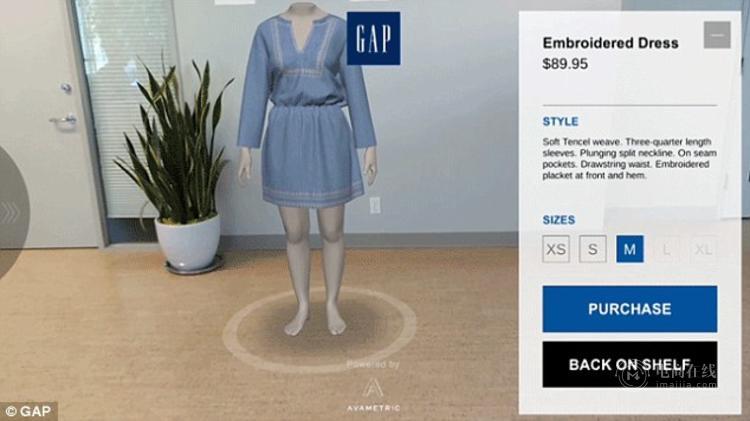 GAP
Embroidered Dress
$89.95
STYLE
Soft Tencel weave. Three-quarter length
sleeves. Plunging split neckline. On seam
pockets. Drawstring waist. Embroidered
placket at front and hem.
SIZES
XS S M L XL
PURCHASE
BACK ON SHELF
Powered by
AVAMETRIC
电商在线
imaijia.com
© GAP